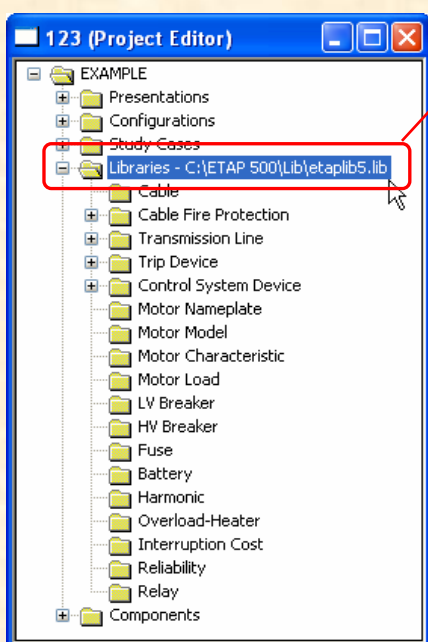 123 (Project Editor)
EXAMPLE
Presentations
Configurations
Study Cases
Libraries - C:\ETAP 500\Lib\etaplib5.lib
Cable
Cable Fire Protection
Transmission Line
Trip Device
Control System Device
Motor Nameplate
Motor Model
Motor Characteristic
Motor Load
LV Breaker
HV Breaker
Fuse
Battery
Harmonic
Overload-Heater
Interruption Cost
Reliability
Relay
Components